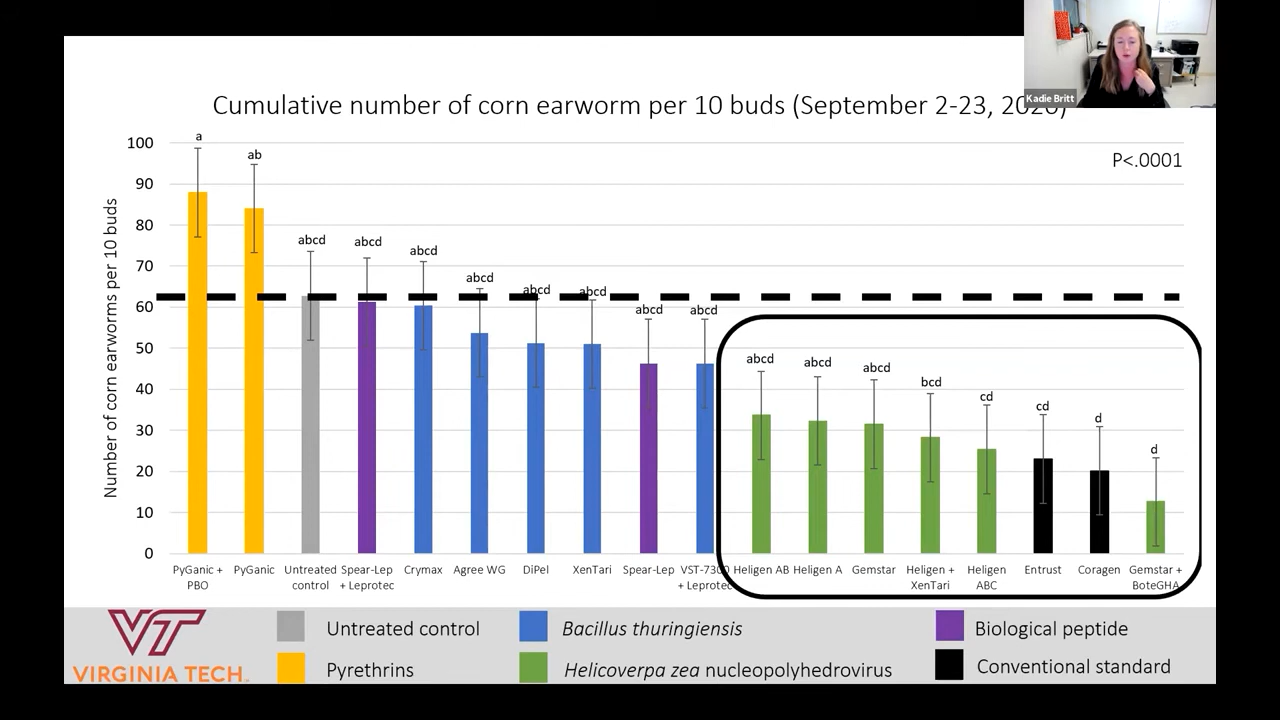 Kadie Britt
Cumulative number of corn earworm per 10 buds (September 2-23, 2020)
P<.0001
Number of corn earworms per 10 buds
100
90
80
70
60
50
40
30
20
10
0
a
ab
abcd
abcd
abcd
abcd
abcd
abcd
abcd
abcd
abcd
abcd
abcd
bcd
cd
cd
d
d
PyGanic +
PBO
PyGanic
Untreated
control
Spear-Lep
+ Leprotec
Crymax
Agree WG
DiPel
XenTari
Spear-Lep
VST-7300
+ Leprotec
Heligen AB
Heligen A
Gemstar
Heligen +
XenTari
Heligen
ABC
Entrust
Coragen
Gemstar +
BoteGHA
VT
VIRGINIA TECH
Untreated control
Bacillus thuringiensis
Biological peptide
Pyrethrins
Helicoverpa zea nucleopolyhedrovirus
Conventional standard